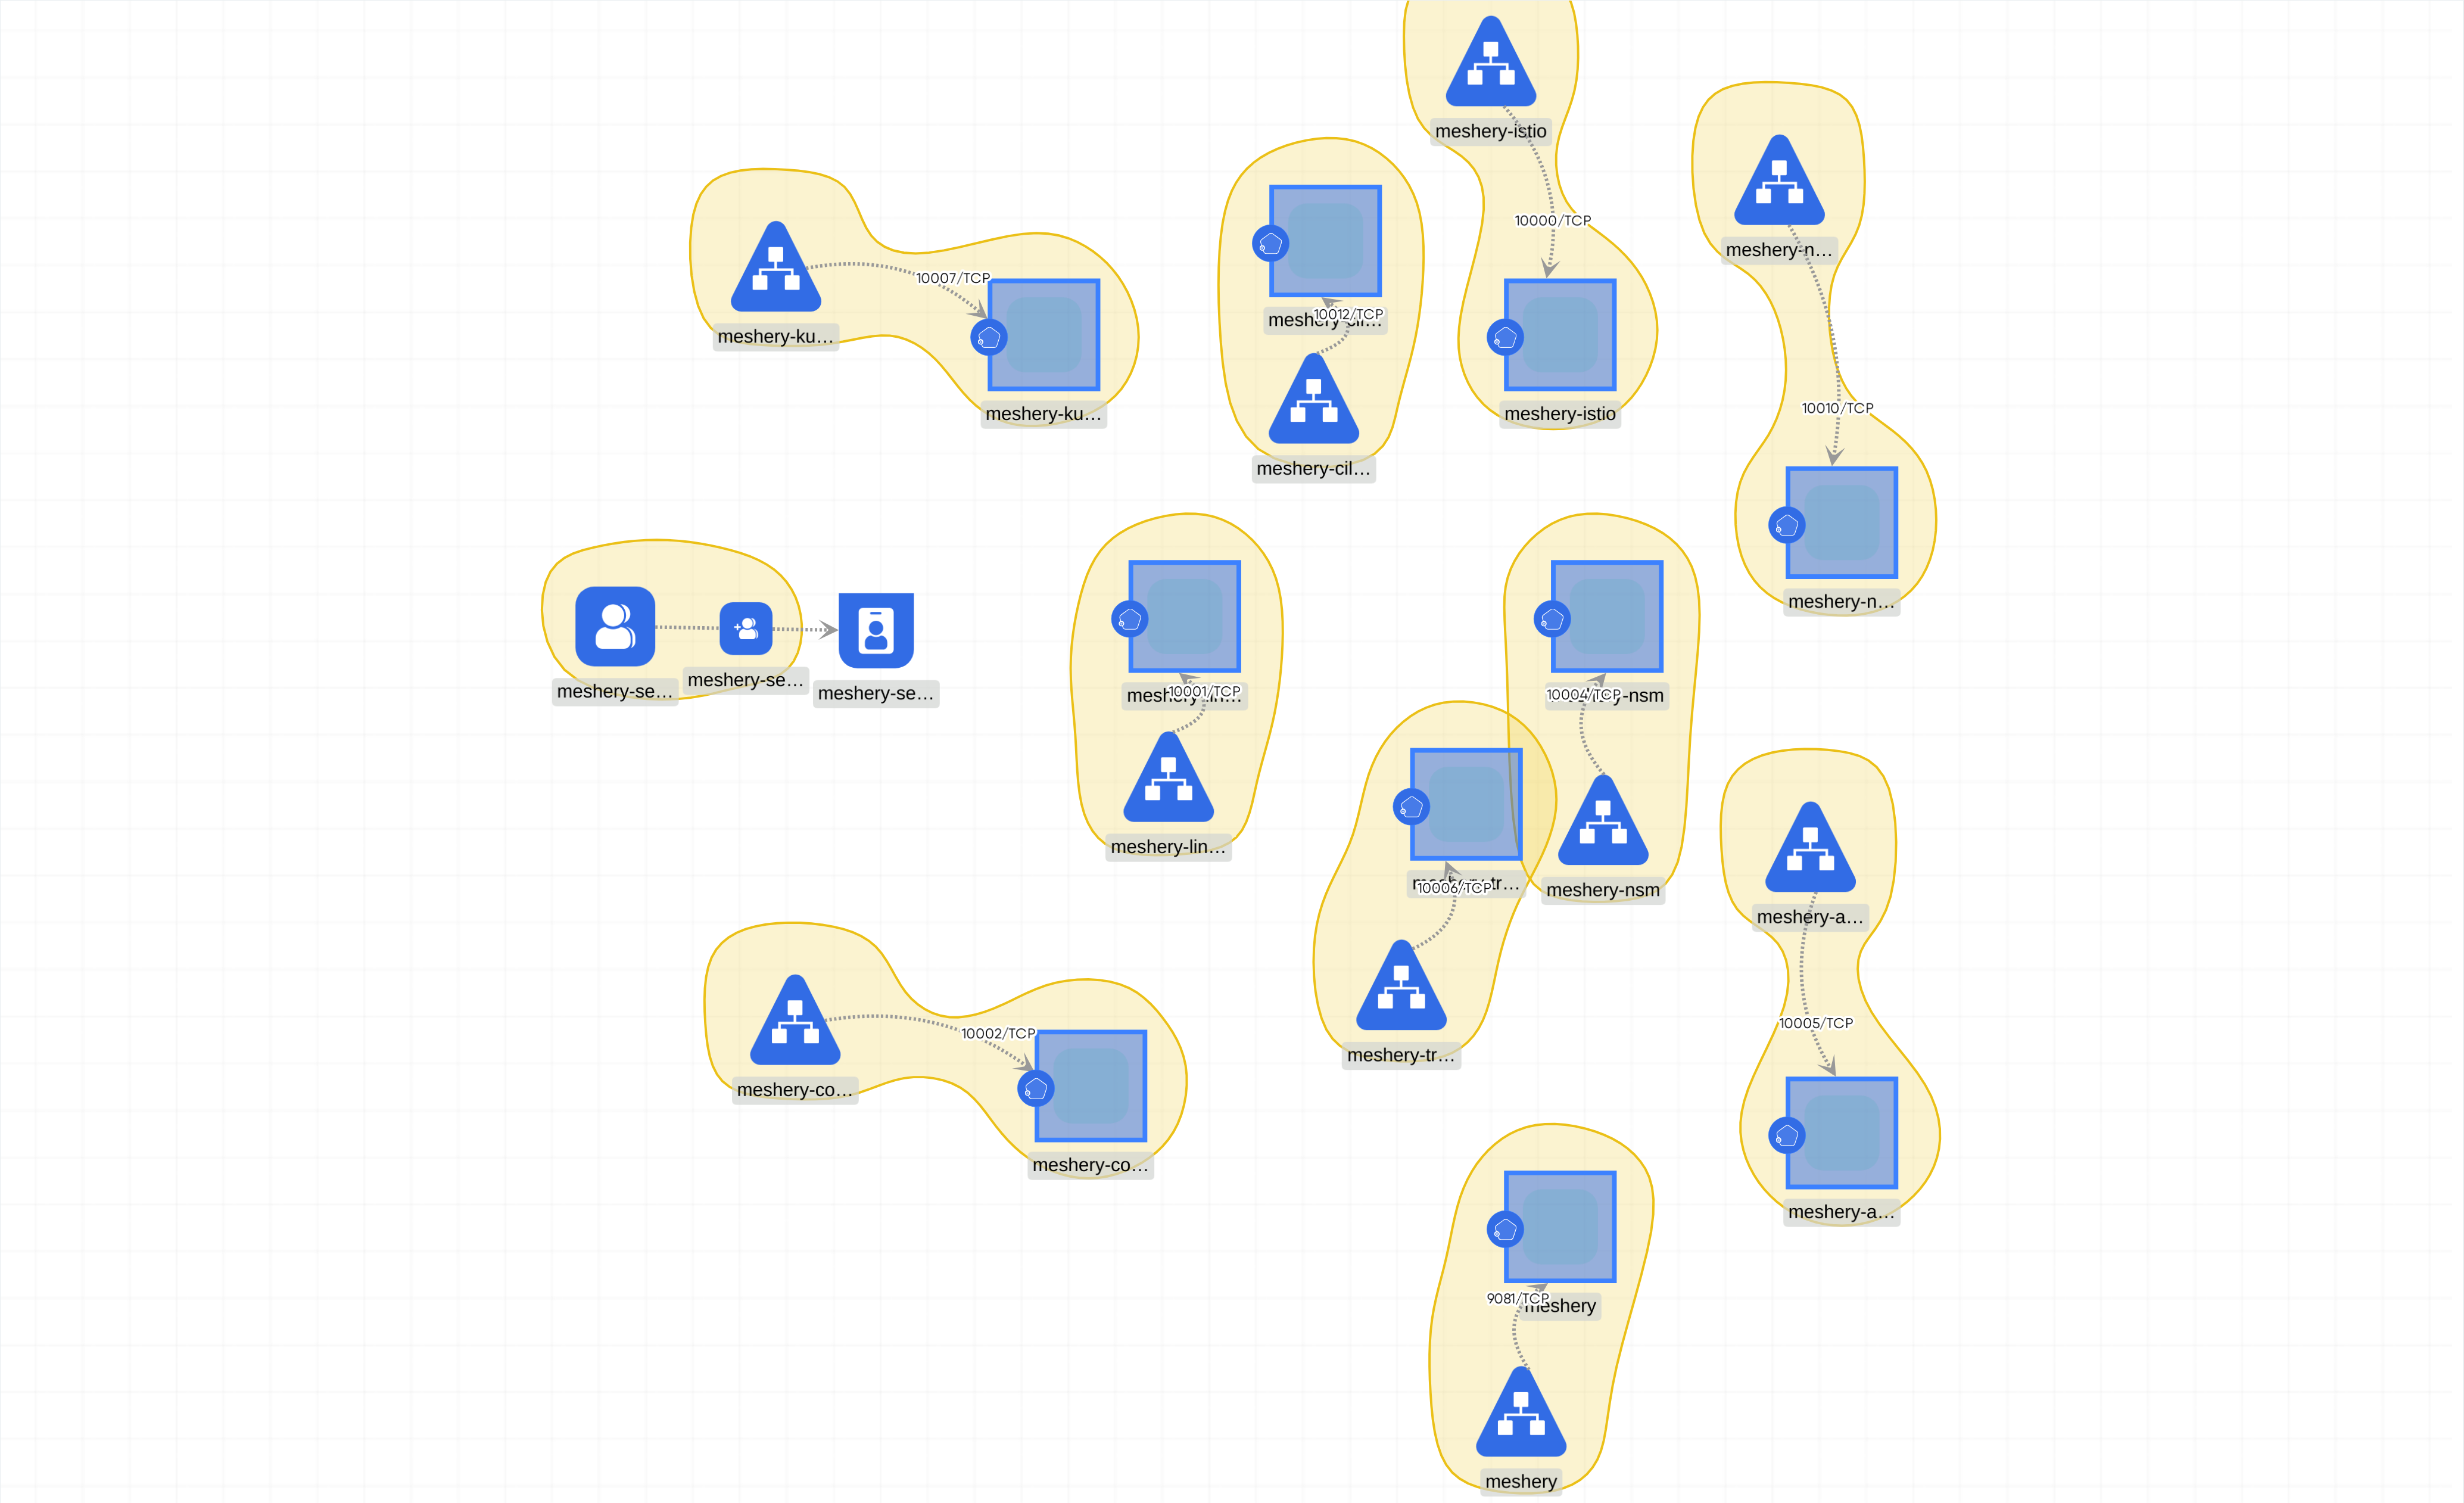 meshery-istio
10000/TCP
meshery-istio
meshery-n...
10010/TCP
meshery-n...
meshery-ku...
10007/TCP
meshery-ku...
10012/TCP
meshery-cil...
meshery-se...
meshery-se...
meshery-se...
10001/TCP
meshery-lin...
10004/TCP
meshery-nsm
10006/TCP
meshery-tr...
meshery-a...
10005/TCP
meshery-a...
meshery-co...
10002/TCP
meshery-co...
9081/TCP
meshery
meshery